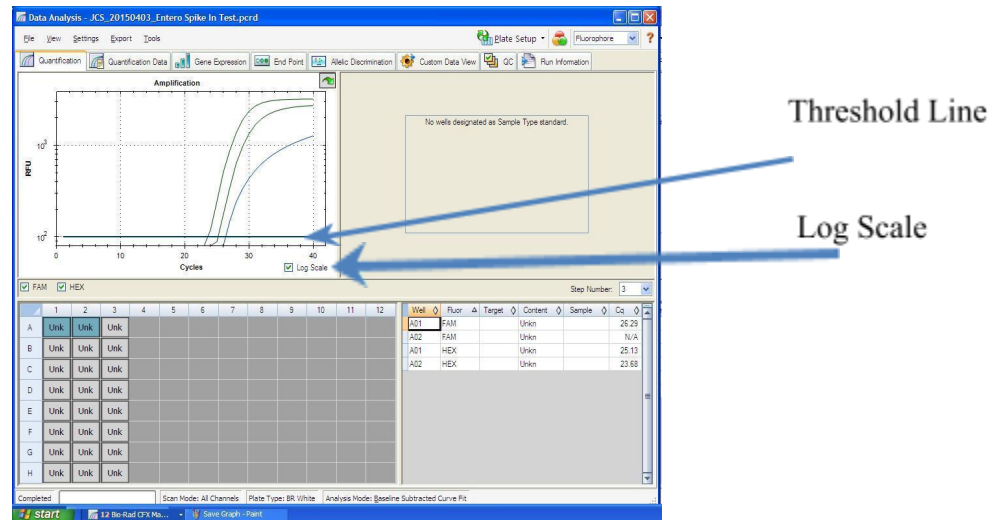 Data Analysis - JCS_20150403_Entero Spike In Test.pcrd
File View Settings Export Tools
Plate Setup Fluorophore ?
Quantification Quantification Data Gene Expression End Point Allelic Discrimination Custom Data View QC Run Information
Amplification
10³
10²
RFU
0 10 20 30 40
Cycles
Log Scale
No wells designated as Sample Type standard.
Threshold Line
Log Scale
FAM HEX
Step Number: 3
1 2 3 4 5 6 7 8 9 10 11 12
A Unk Unk Unk
B Unk Unk Unk
C Unk Unk Unk
D Unk Unk Unk
E Unk Unk Unk
F Unk Unk Unk
G Unk Unk Unk
H Unk Unk Unk
Well Fluor Target Content Sample Cq
A01 FAM Unkn 26.29
A02 FAM Unkn N/A
A01 HEX Unkn 25.13
A02 HEX Unkn 23.68
Completed Scan Mode: All Channels Plate Type: BR White Analysis Mode: Baseline Subtracted Curve Fit
start 12 Bio-Rad CFX Ma... Save Graph - Paint